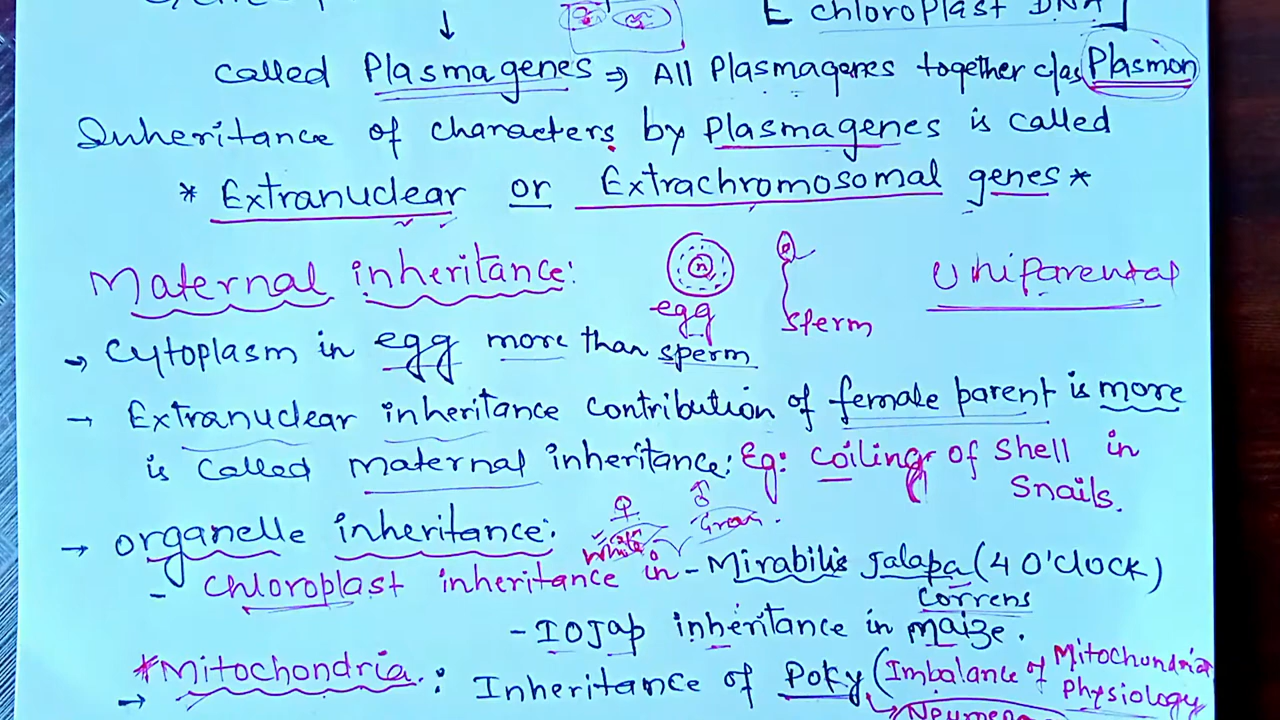 [ chloroplast DNA]
↓
called Plasmagenes ⇒ All Plasmagenes together c/as Plasmon
Inheritance of characters by Plasmagenes is called
* Extranuclear or Extrachromosomal genes *
Maternal inheritance:
n
egg
sperm
Uniparental
→ Cytoplasm in egg more than sperm
→ Extranuclear inheritance contribution of female parent is more
is called maternal inheritance: Eg: coiling of shell in
Snails.
♀ ♂
→ organelle inheritance:
- chloroplast inheritance in - Mirabilis Jalapa (4 O'clock)
Correns
- IOJap inheritance in maize.
→ *Mitochondria: Inheritance of Poky (Imbalance of Mitochondria
Physiology